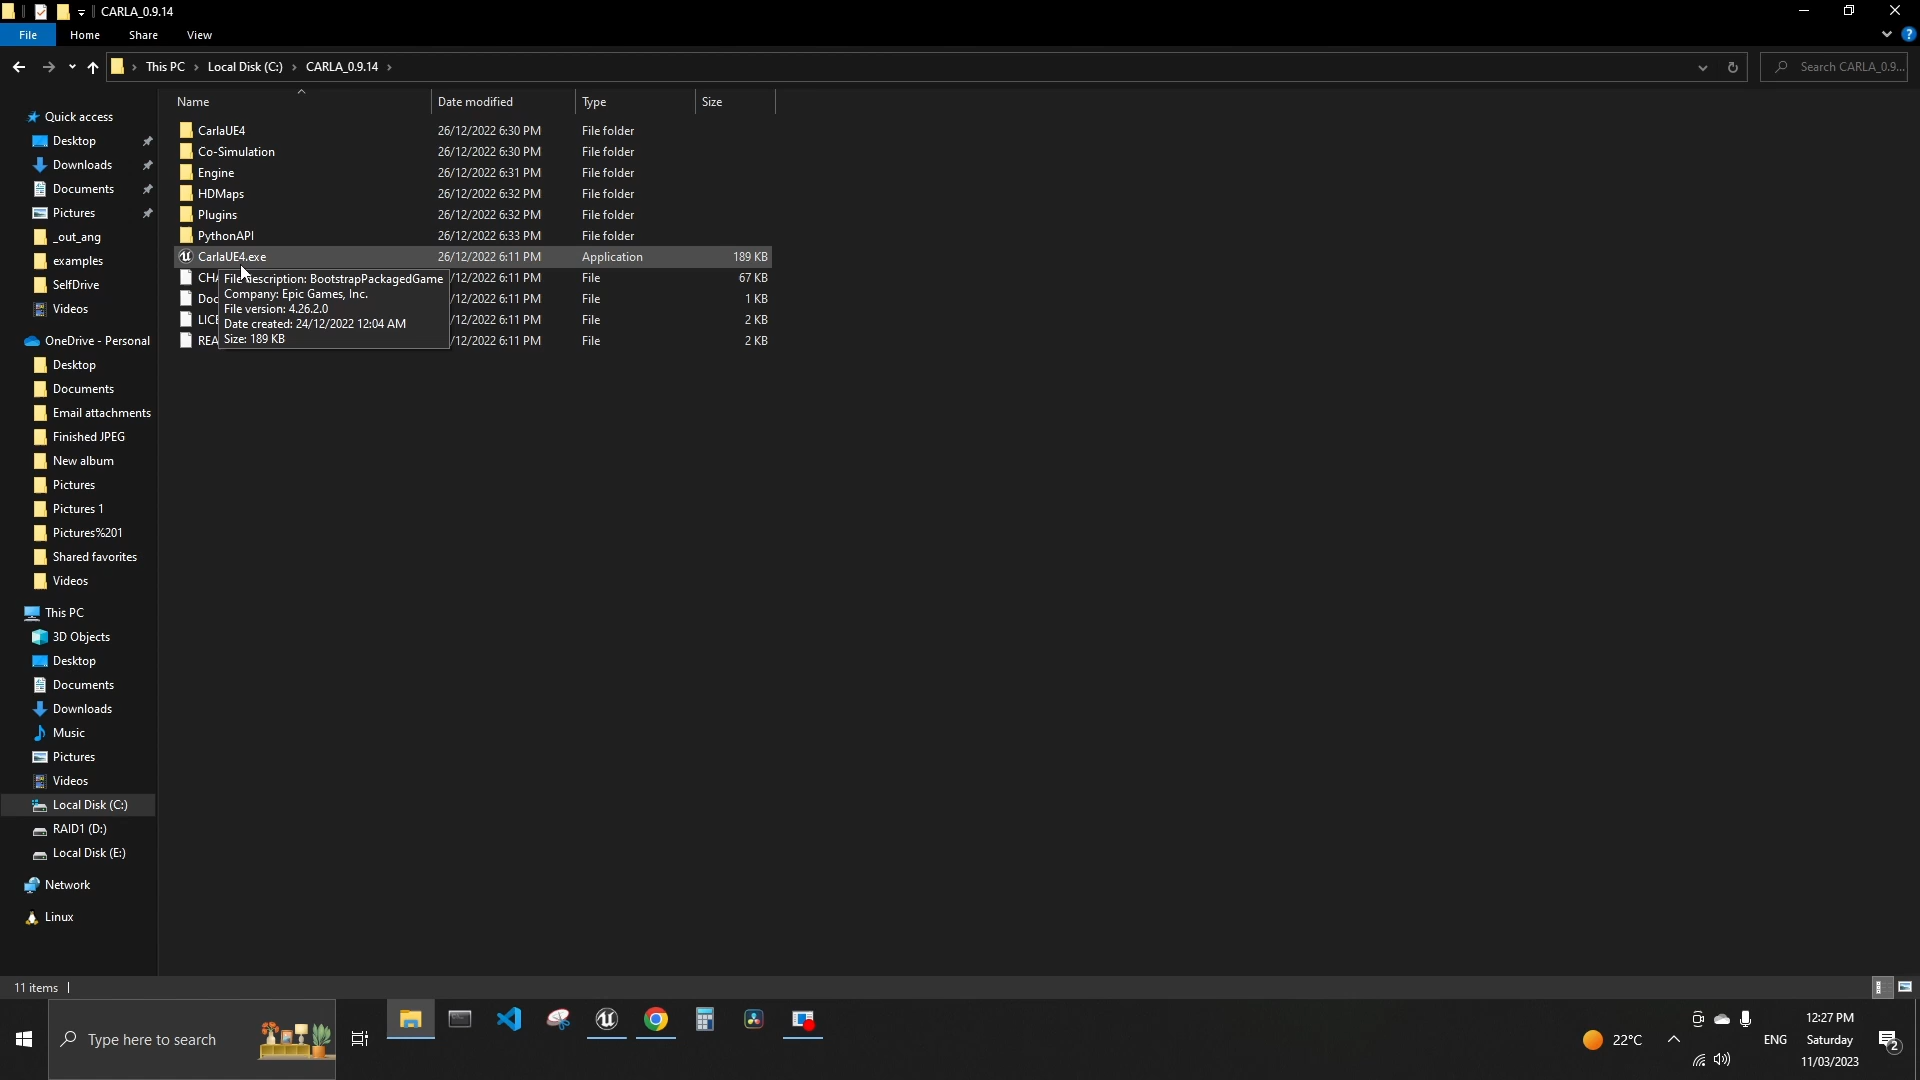 CARLA_0.9.14
File
Home
Share
View
This PC
Local Disk (C:)
CARLA_0.9.14
Search CARLA_0.9...
Name
Date modified
Type
Size
CarlaUE4 26/12/2022 6:30 PM File folder
Co-Simulation 26/12/2022 6:30 PM File folder
Engine 26/12/2022 6:31 PM File folder
HDMaps 26/12/2022 6:32 PM File folder
Plugins 26/12/2022 6:32 PM File folder
PythonAPI 26/12/2022 6:33 PM File folder
CarlaUE4.exe 26/12/2022 6:11 PM Application 189 KB
CHA /12/2022 6:11 PM File 67 KB
Doc /12/2022 6:11 PM File 1 KB
LICE /12/2022 6:11 PM File 2 KB
REA /12/2022 6:11 PM File 2 KB
File description: BootstrapPackagedGame
Company: Epic Games, Inc.
File version: 4.26.2.0
Date created: 24/12/2022 12:04 AM
Size: 189 KB
Quick access
Desktop
Downloads
Documents
Pictures
_out_ang
examples
SelfDrive
Videos
OneDrive - Personal
Desktop
Documents
Email attachments
Finished JPEG
New album
Pictures
Pictures 1
Pictures%201
Shared favorites
Videos
This PC
3D Objects
Desktop
Documents
Downloads
Music
Pictures
Videos
Local Disk (C:)
RAID1 (D:)
Local Disk (E:)
Network
Linux
11 items
Type here to search
22°C
ENG
12:27 PM
Saturday
11/03/2023
2